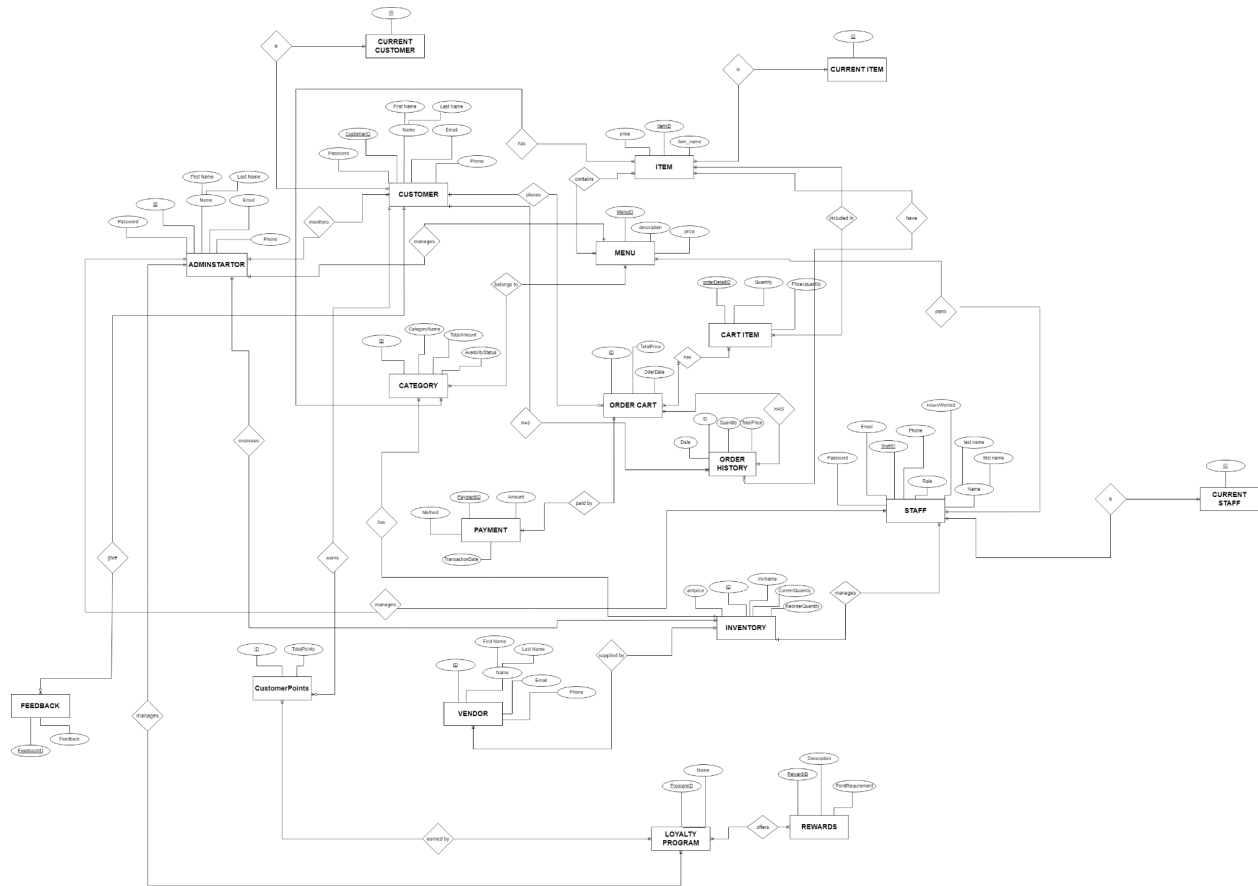 ID
CURRENT
CUSTOMER
is
ID
CURRENT ITEM
is
First Name
Last Name
CustomerID
Name
Email
Password
Phone
CUSTOMER
has
price
ItemID
item_name
ITEM
contains
places
First Name
Last Name
ID
Name
Email
Password
Phone
ADMINSTARTOR
monitors
manages
MenuID
description
price
MENU
included in
have
belongs to
orderDetailID
Quantity
Price×quantity
CART ITEM
plans
CategoryName
ID
TotalAmount
AvaibilityStatus
CATEGORY
ID
TotalPrice
OderDate
ORDER CART
has
HAS
ID
Quantity
TotalPrice
Date
ORDER
HISTORY
HAS
overseas
HoursWorked
Email
Phone
StaffID
last name
first name
Password
Role
Name
STAFF
ID
CURRENT
STAFF
is
PaymentID
Amount
Method
PAYMENT
TransactionDate
paid by
has
give
earns
manages
unitprice
ID
InvName
CurrentQuantity
ReorderQuantity
INVENTORY
manages
supplied by
ID
TotalPoints
CustomerPoints
First Name
Last Name
ID
Name
Email
Phone
VENDOR
FEEDBACK
FeedbackID
Feedback
manages
Name
ProgramID
LOYALTY
PROGRAM
earned by
offers
Description
RewardID
PointRequirement
REWARDS